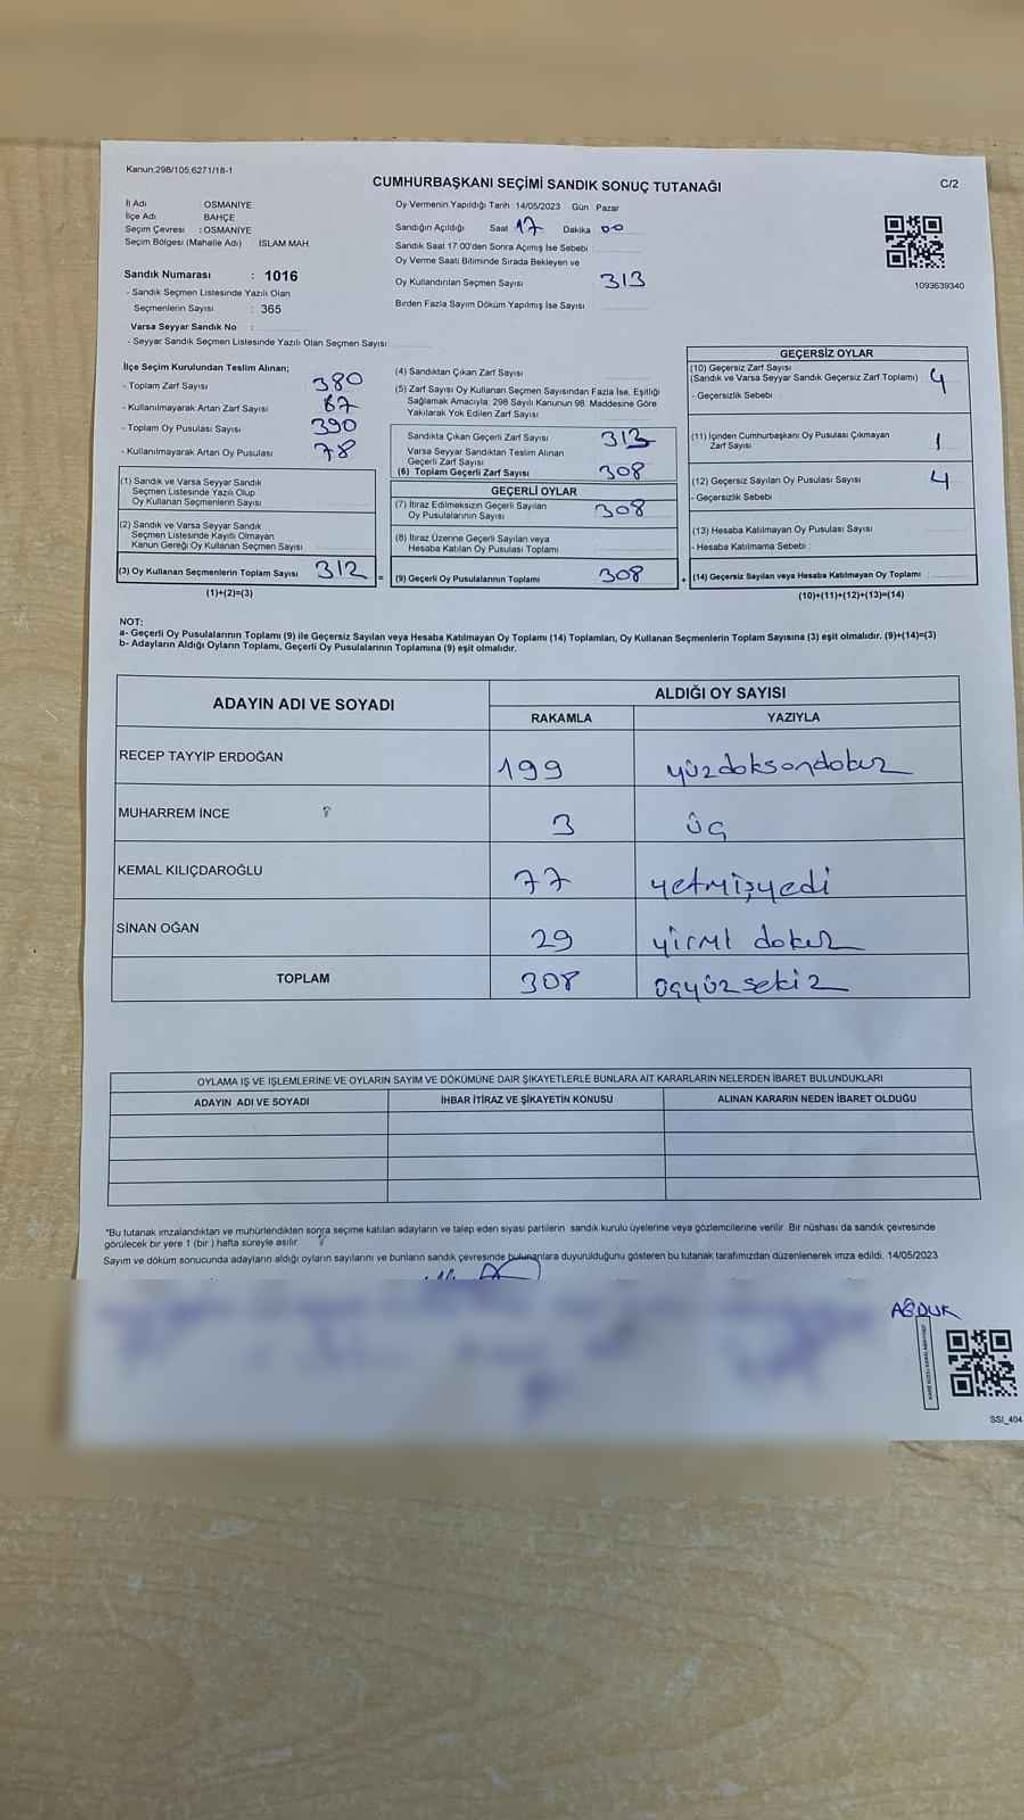 Kanun:298/105,6271/18-1
CUMHURBAŞKANI SEÇİMİ SANDIK SONUÇ TUTANAĞI
C/2
İl Adı OSMANİYE
İlçe Adı BAHÇE
Seçim Çevresi : OSMANİYE
Seçim Bölgesi (Mahalle Adı) İSLAM MAH.
Sandık Numarası : 1016
- Sandık Seçmen Listesinde Yazılı Olan
Seçmenlerin Sayısı : 365
Varsa Seyyar Sandık No :
- Seyyar Sandık Seçmen Listesinde Yazılı Olan Seçmen Sayısı:
Oy Vermenin Yapıldığı Tarih :14/05/2023 Gün : Pazar
Sandığın Açıldığı Saat 17 Dakika 00
Sandık Saat 17:00'den Sonra Açmış İse Sebebi
Oy Verme Saati Bitiminde Sırada Bekleyen ve
Oy Kullandırılan Seçmen Sayısı 313
Birden Fazla Sayım Döküm Yapılmış İse Sayısı
1093639340
İlçe Seçim Kurulundan Teslim Alınan;
- Toplam Zarf Sayısı 380
- Kullanılmayarak Artan Zarf Sayısı 67
- Toplam Oy Pusulası Sayısı 390
- Kullanılmayarak Artan Oy Pusulası 78
(1) Sandık ve Varsa Seyyar Sandık
Seçmen Listesinde Yazılı Olup
Oy Kullanan Seçmenlerin Sayısı
(2) Sandık ve Varsa Seyyar Sandık
Seçmen Listesinde Kayıtlı Olmayan
Kanun Gereği Oy Kullanan Seçmen Sayısı
(3) Oy Kullanan Seçmenlerin Toplam Sayısı 312 =
(1)+(2)=(3)
(4) Sandıktan Çıkan Zarf Sayısı
(5) Zarf Sayısı Oy Kullanan Seçmen Sayısından Fazla İse, Eşitliği
Sağlamak Amacıyla; 298 Sayılı Kanunun 98. Maddesine Göre
Yakılarak Yok Edilen Zarf Sayısı
Sandıkta Çıkan Geçerli Zarf Sayısı 313
Varsa Seyyar Sandıktan Teslim Alınan
Geçerli Zarf Sayısı
(6) Toplam Geçerli Zarf Sayısı 308
GEÇERLİ OYLAR
(7) İtiraz Edilmeksizin Geçerli Sayılan
Oy Pusulalarının Sayısı 308
(8) İtiraz Üzerine Geçerli Sayılan veya
Hesaba Katılan Oy Pusulası Toplamı
(9) Geçerli Oy Pusulalarının Toplamı 308 +
GEÇERSİZ OYLAR
(10) Geçersiz Zarf Sayısı
(Sandık ve Varsa Seyyar Sandık Geçersiz Zarf Toplamı) 4
- Geçersizlik Sebebi
(11) İçinden Cumhurbaşkanı Oy Pusulası Çıkmayan
Zarf Sayısı 1
(12) Geçersiz Sayılan Oy Pusulası Sayısı 4
- Geçersizlik Sebebi
(13) Hesaba Katılmayan Oy Pusulası Sayısı
- Hesaba Katılmama Sebebi :
(14) Geçersiz Sayılan veya Hesaba Katılmayan Oy Toplamı
(10)+(11)+(12)+(13)=(14)
NOT:
a- Geçerli Oy Pusulalarının Toplamı (9) ile Geçersiz Sayılan veya Hesaba Katılmayan Oy Toplamı (14) Toplamları, Oy Kullanan Seçmenlerin Toplam Sayısına (3) eşit olmalıdır. (9)+(14)=(3)
b- Adayların Aldığı Oyların Toplamı, Geçerli Oy Pusulalarının Toplamına (9) eşit olmalıdır.
ADAYIN ADI VE SOYADI ALDIĞI OY SAYISI
RAKAMLA YAZIYLA
RECEP TAYYİP ERDOĞAN 199 yüzdoksandokuz
MUHARREM İNCE 3 üç
KEMAL KILIÇDAROĞLU 77 yetmişyedi
SİNAN OĞAN 29 yirmi dokuz
TOPLAM 308 üçyüzsekiz
OYLAMA İŞ VE İŞLEMLERİNE VE OYLARIN SAYIM VE DÖKÜMÜNE DAİR ŞİKAYETLERLE BUNLARA AİT KARARLARIN NELERDEN İBARET BULUNDUKLARI
ADAYIN ADI VE SOYADI İHBAR İTİRAZ VE ŞİKAYETİN KONUSU ALINAN KARARIN NEDEN İBARET OLDUĞU
*Bu tutanak imzalandıktan ve mühürlendikten sonra seçime katılan adayların ve talep eden siyasi partilerin sandık kurulu üyelerine veya gözlemcilerine verilir. Bir nüshası da sandık çevresinde
görülecek bir yere 1 (bir ) hafta süreyle asılır.
Sayım ve döküm sonucunda adayların aldığı oyların sayılarını ve bunların sandık çevresinde bulunanlara duyurulduğunu gösteren bu tutanak tarafımızdan düzenlenerek imza edildi. 14/05/2023
SSI_404